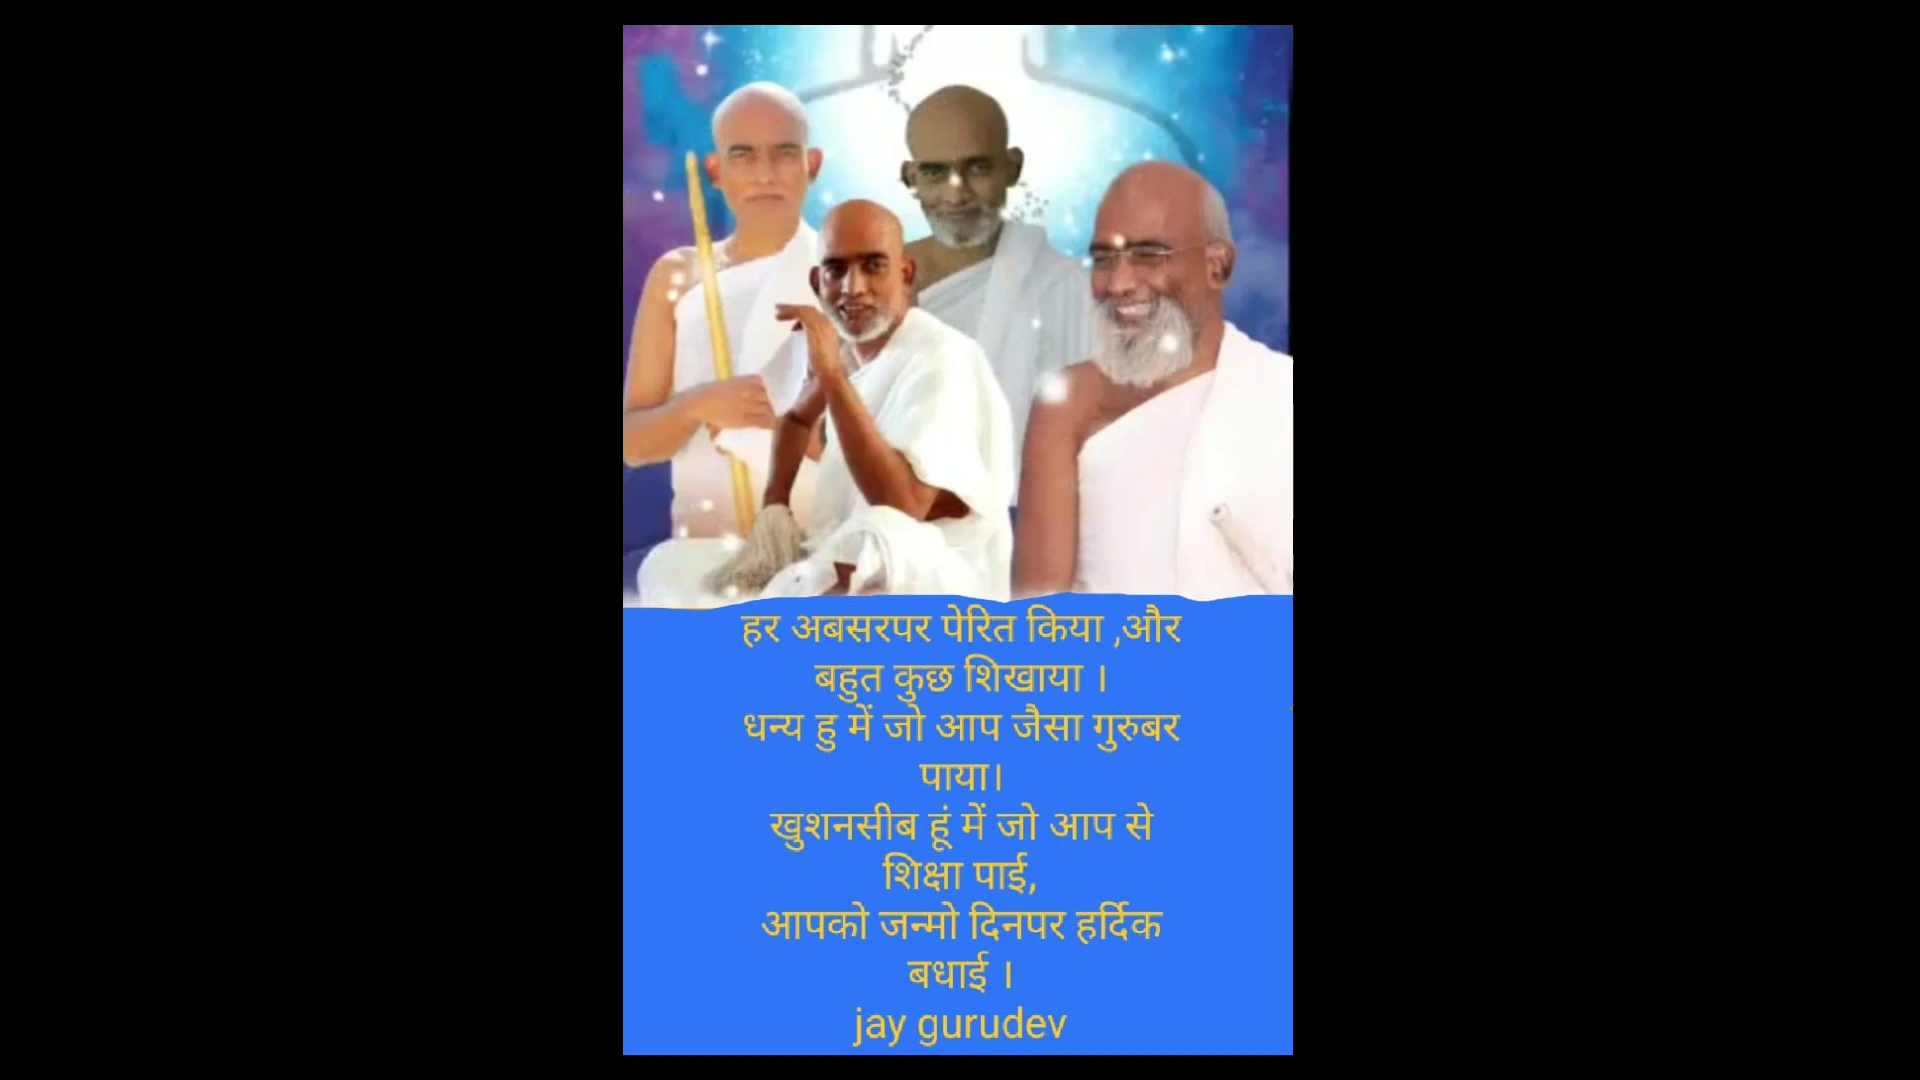 हर अबसरपर पेरित किया ,और
बहुत कुछ शिखाया ।
धन्य हु में जो आप जैसा गुरुबर
पाया।
खुशनसीब हूं में जो आप से
शिक्षा पाई,
आपको जन्मो दिनपर हर्दिक
बधाई ।
jay gurudev